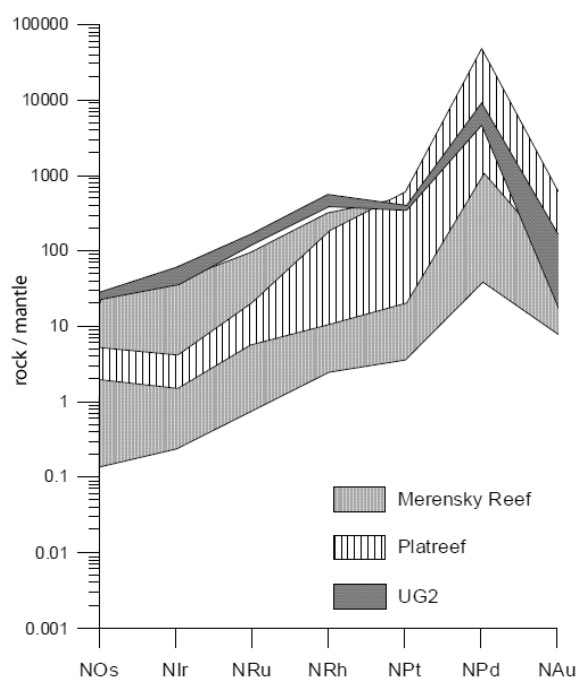 100000
10000
1000
100
10
1
0.1
0.01
0.001
rock / mantle
Merensky Reef
Platreef
UG2
NOs NIr NRu NRh NPt NPd NAu